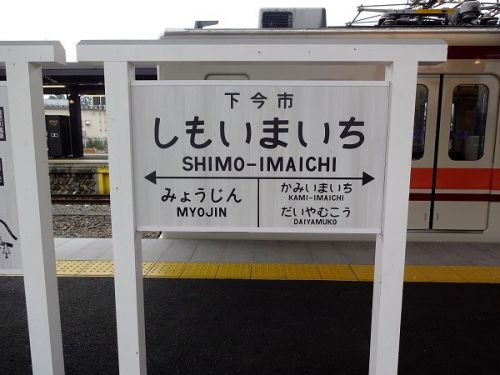 下今市
しもいまいち
SHIMO-IMAICHI
みょうじん
MYOJIN
かみいまいち
KAMI-IMAICHI
だいやむこう
DAIYAMUKO